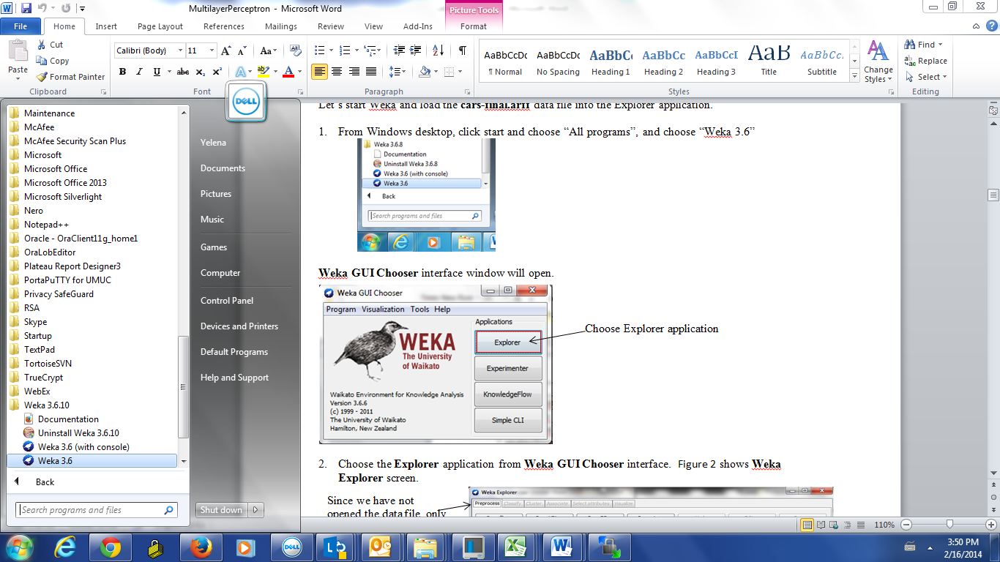 MultilayerPerceptron - Microsoft Word
Picture Tools
File
Home
Insert
Page Layout
References
Mailings
Review
View
Add-Ins
Format
Paste
Cut
Copy
Format Painter
Clipboard
Calibri (Body)
11
Font
Paragraph
AaBbCcDc
¶ Normal
AaBbCcDc
No Spacing
AaBbCc
Heading 1
AaBbCc
Heading 2
AaBbCcI
Heading 3
AaB
Title
AaBbCc.
Subtitle
Styles
Change
Styles
Find
Replace
Select
Editing
DELL
Maintenance
McAfee
McAfee Security Scan Plus
Microsoft
Microsoft Office
Microsoft Office 2013
Microsoft Silverlight
Nero
Notepad++
Oracle - OraClient11g_home1
OraLobEditor
Plateau Report Designer3
PortaPuTTY for UMUC
Privacy SafeGuard
RSA
Skype
Startup
TextPad
TortoiseSVN
TrueCrypt
WebEx
Weka 3.6.10
Documentation
Uninstall Weka 3.6.10
Weka 3.6 (with console)
Weka 3.6
Back
Search programs and files
Yelena
Documents
Pictures
Music
Games
Computer
Control Panel
Devices and Printers
Default Programs
Help and Support
Shut down
Let's start Weka and load the cars-final.arff data file into the Explorer application.
1. From Windows desktop, click start and choose “All programs”, and choose “Weka 3.6”
Weka 3.6.8
Documentation
Uninstall Weka 3.6.8
Weka 3.6 (with console)
Weka 3.6
Back
Search programs and files
Weka GUI Chooser interface window will open.
Weka GUI Chooser
Program Visualization Tools Help
WEKA
The University
of Waikato
Waikato Environment for Knowledge Analysis
Version 3.6.6
(c) 1999 - 2011
The University of Waikato
Hamilton, New Zealand
Applications
Explorer
Experimenter
KnowledgeFlow
Simple CLI
Choose Explorer application
2. Choose the Explorer application from Weka GUI Chooser interface. Figure 2 shows Weka
Explorer screen.
Since we have not
opened the data file, only
Weka Explorer
Preprocess Classify Cluster Associate Select attributes Visualize
110%
3:50 PM
2/16/2014